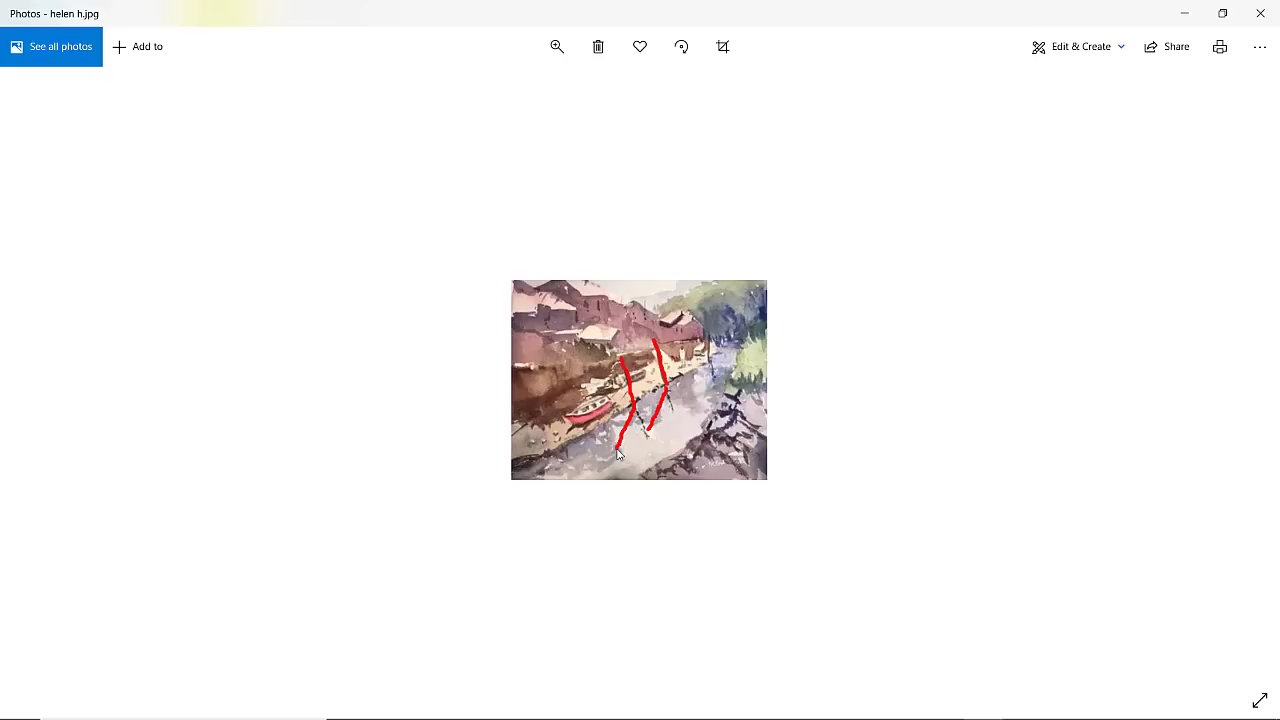 Photos - helen h.jpg
See all photos
Add to
Edit & Create
Share